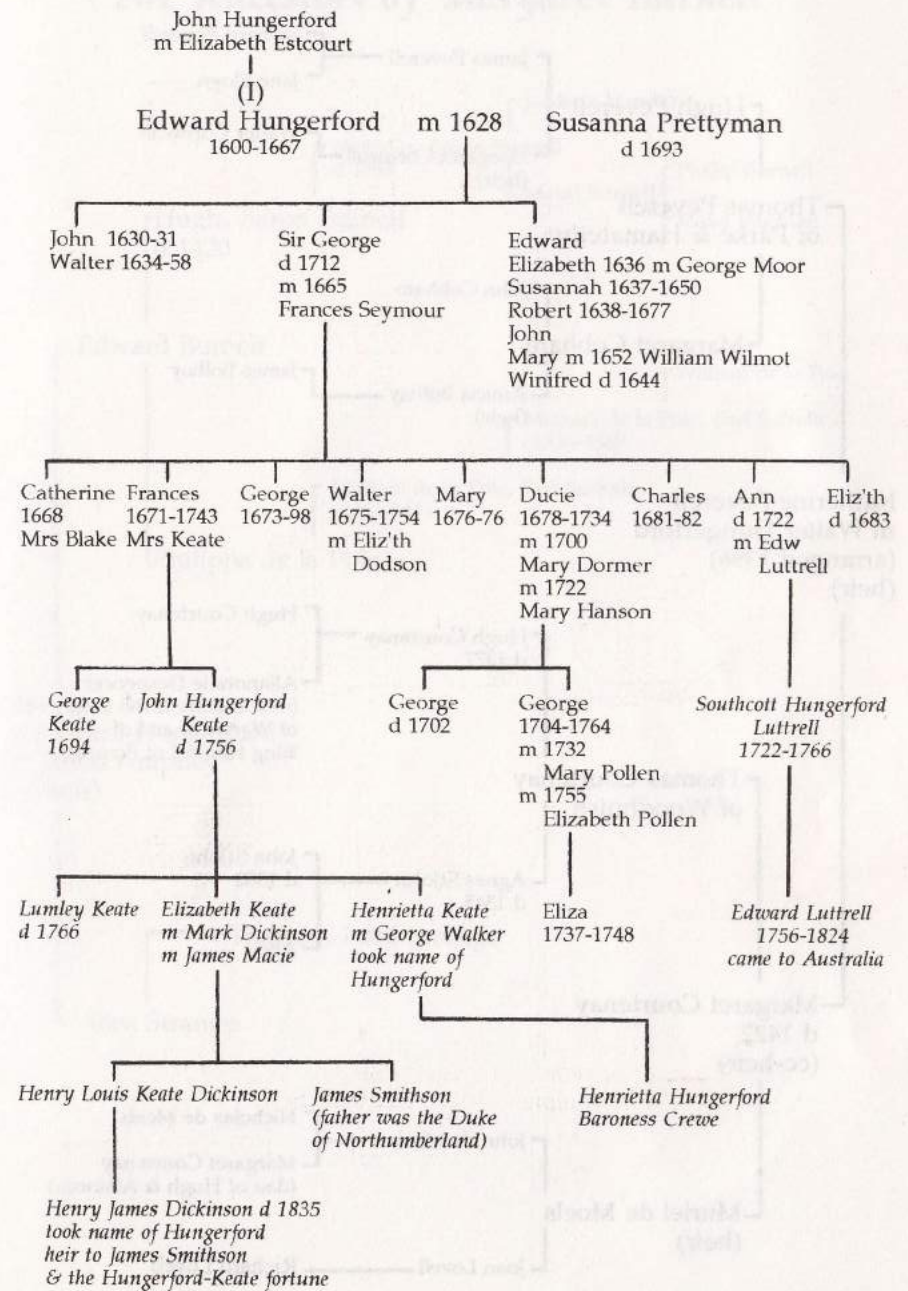 John Hungerford
m Elizabeth Estcourt
(I)
Edward Hungerford m 1628 Susanna Prettyman
1600-1667
d 1693
John 1630-31
Walter 1634-58
Sir George
d 1712
m 1665
Frances Seymour
Edward
Elizabeth 1636 m George Moor
Susannah 1637-1650
Robert 1638-1677
John
Mary m 1652 William Wilmot
Winifred d 1644
Catherine
1668
Mrs Blake
Frances
1671-1743
Mrs Keate
George
1673-98
Walter
1675-1754
m Eliz'th
Dodson
Mary
1676-76
Ducie
1678-1734
m 1700
Mary Dormer
m 1722
Mary Hanson
Charles
1681-82
Ann
d 1722
m Edw
Luttrell
Eliz'th
d 1683
George
Keate
1694
John Hungerford
Keate
d 1756
George
d 1702
George
1704-1764
m 1732
Mary Pollen
m 1755
Elizabeth Pollen
Southcott Hungerford
Luttrell
1722-1766
Lumley Keate
d 1766
Elizabeth Keate
m Mark Dickinson
m James Macie
Henrietta Keate
m George Walker
took name of
Hungerford
Eliza
1737-1748
Edward Luttrell
1756-1824
came to Australia
Henry Louis Keate Dickinson
James Smithson
(father was the Duke
of Northumberland)
Henrietta Hungerford
Baroness Crewe
Henry James Dickinson d 1835
took name of Hungerford
heir to James Smithson
& the Hungerford-Keate fortune